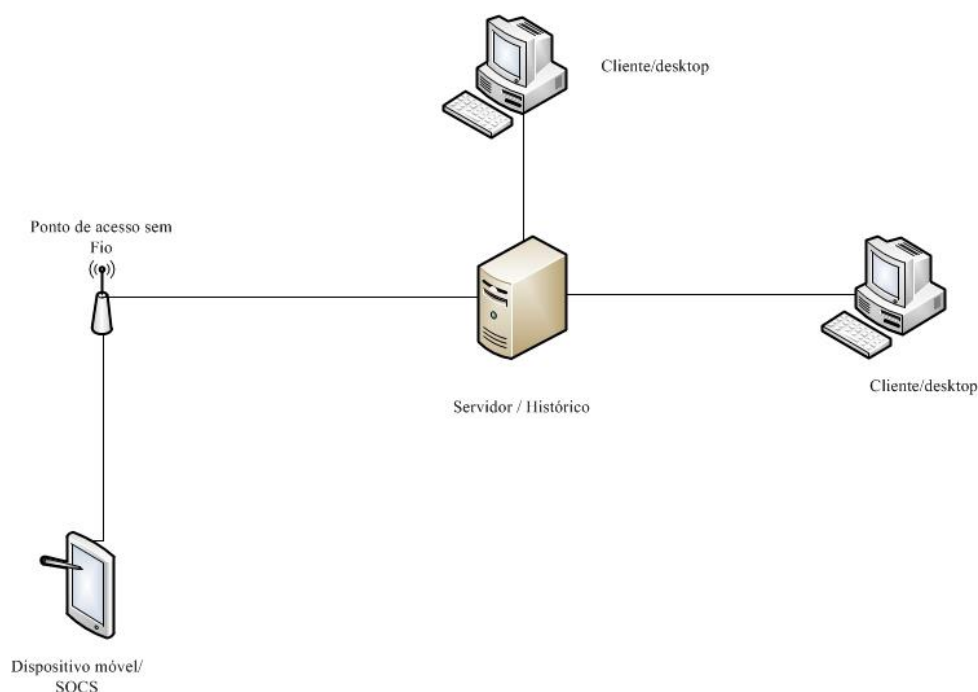 Cliente/desktop
Ponto de acesso sem
Fio
Cliente/desktop
Servidor / Histórico
Dispositivo móvel/
SOCS